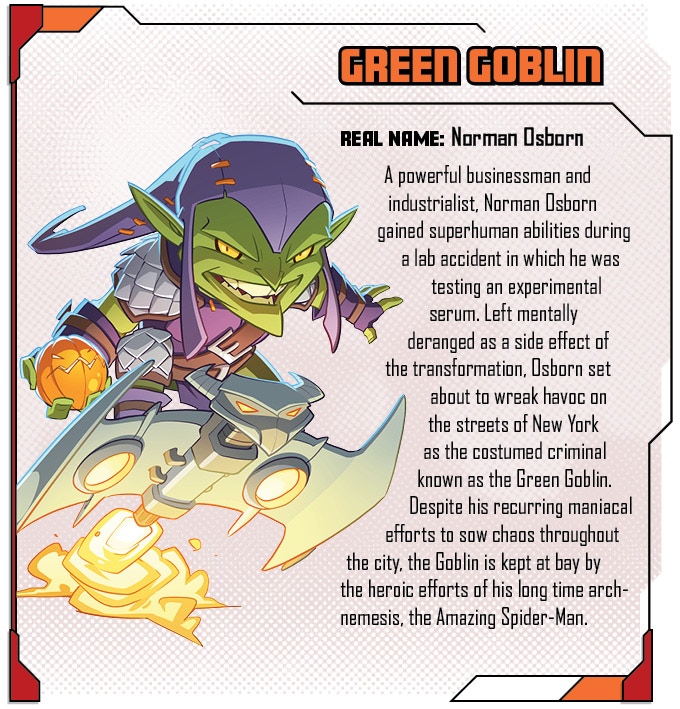 GREEN GOBLIN
REAL NAME: Norman Osborn
A powerful businessman and
industrialist, Norman Osborn
gained superhuman abilities during
a lab accident in which he was
testing an experimental
serum. Left mentally
deranged as a side effect of
the transformation, Osborn set
about to wreak havoc on
the streets of New York
as the costumed criminal
known as the Green Goblin.
Despite his recurring maniacal
efforts to sow chaos throughout
the city, the Goblin is kept at bay by
the heroic efforts of his long time arch-
nemesis, the Amazing Spider-Man.